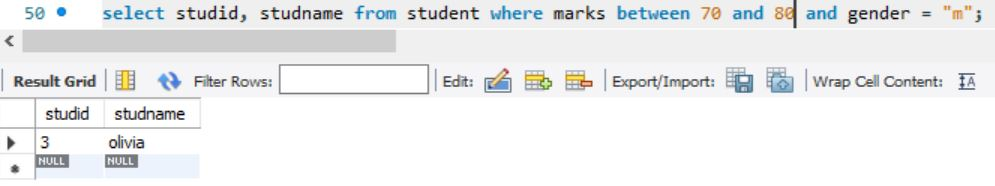 50 select studid, studname from student where marks between 70 and 80 and gender = "m";
Result Grid Filter Rows: Edit: Export/Import: Wrap Cell Content: IA
studid studname
3 olivia
NULL NULL